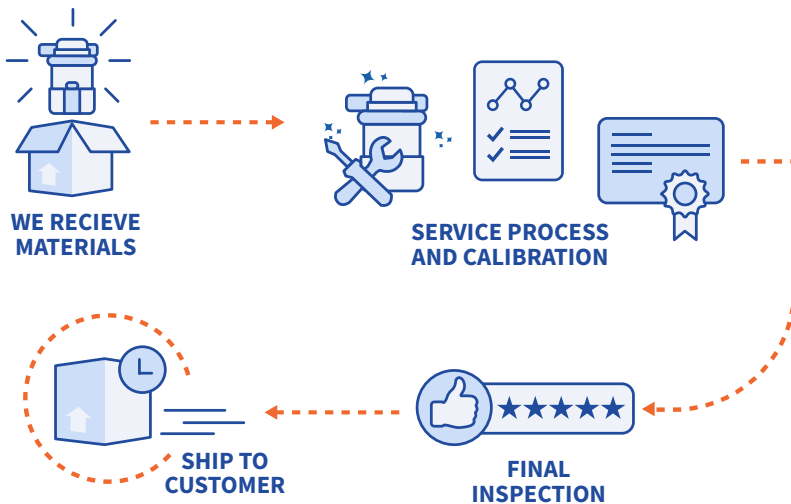 WE RECIEVE
MATERIALS
SERVICE PROCESS
AND CALIBRATION
SHIP TO
CUSTOMER
FINAL
INSPECTION